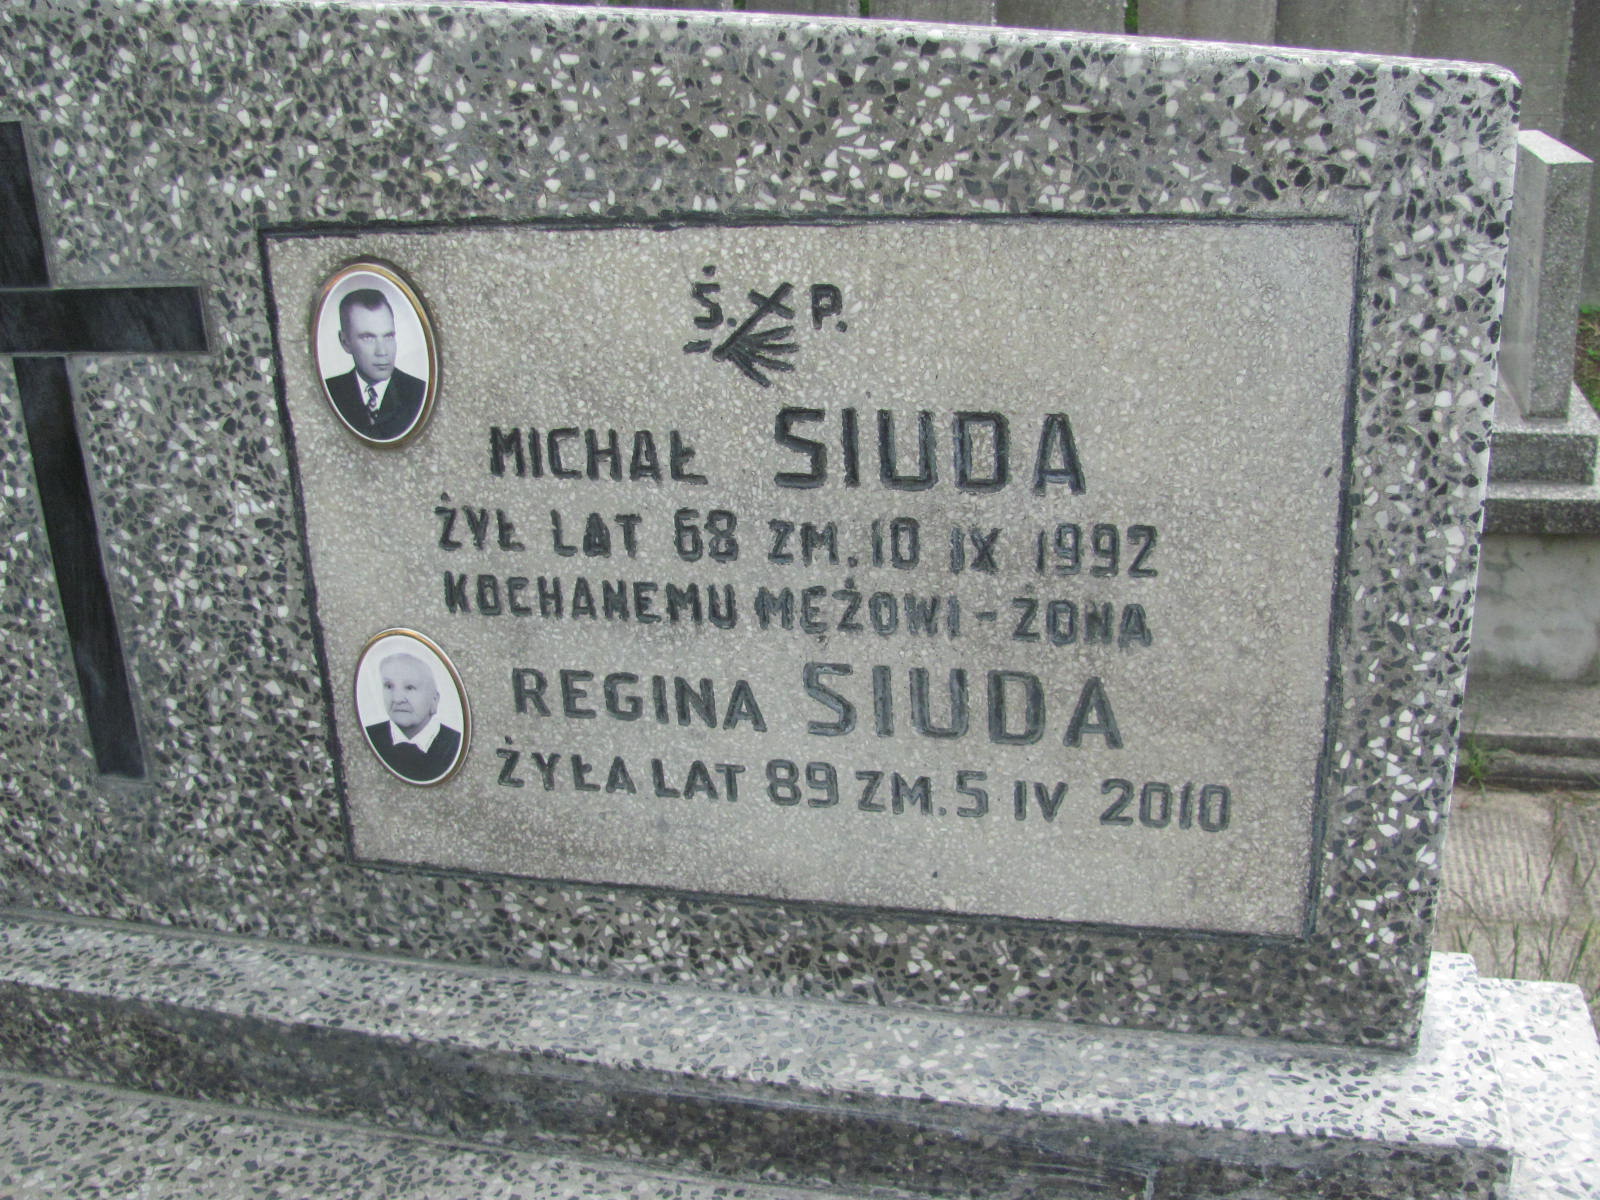 Ś. P.
MICHAŁ SIUDA
ŻYŁ LAT 68 ZM. 10 IX 1992
KOCHANEMU MĘŻOWI - ŻONA
REGINA SIUDA
ŻYŁA LAT 89 ZM. 5 IV 2010